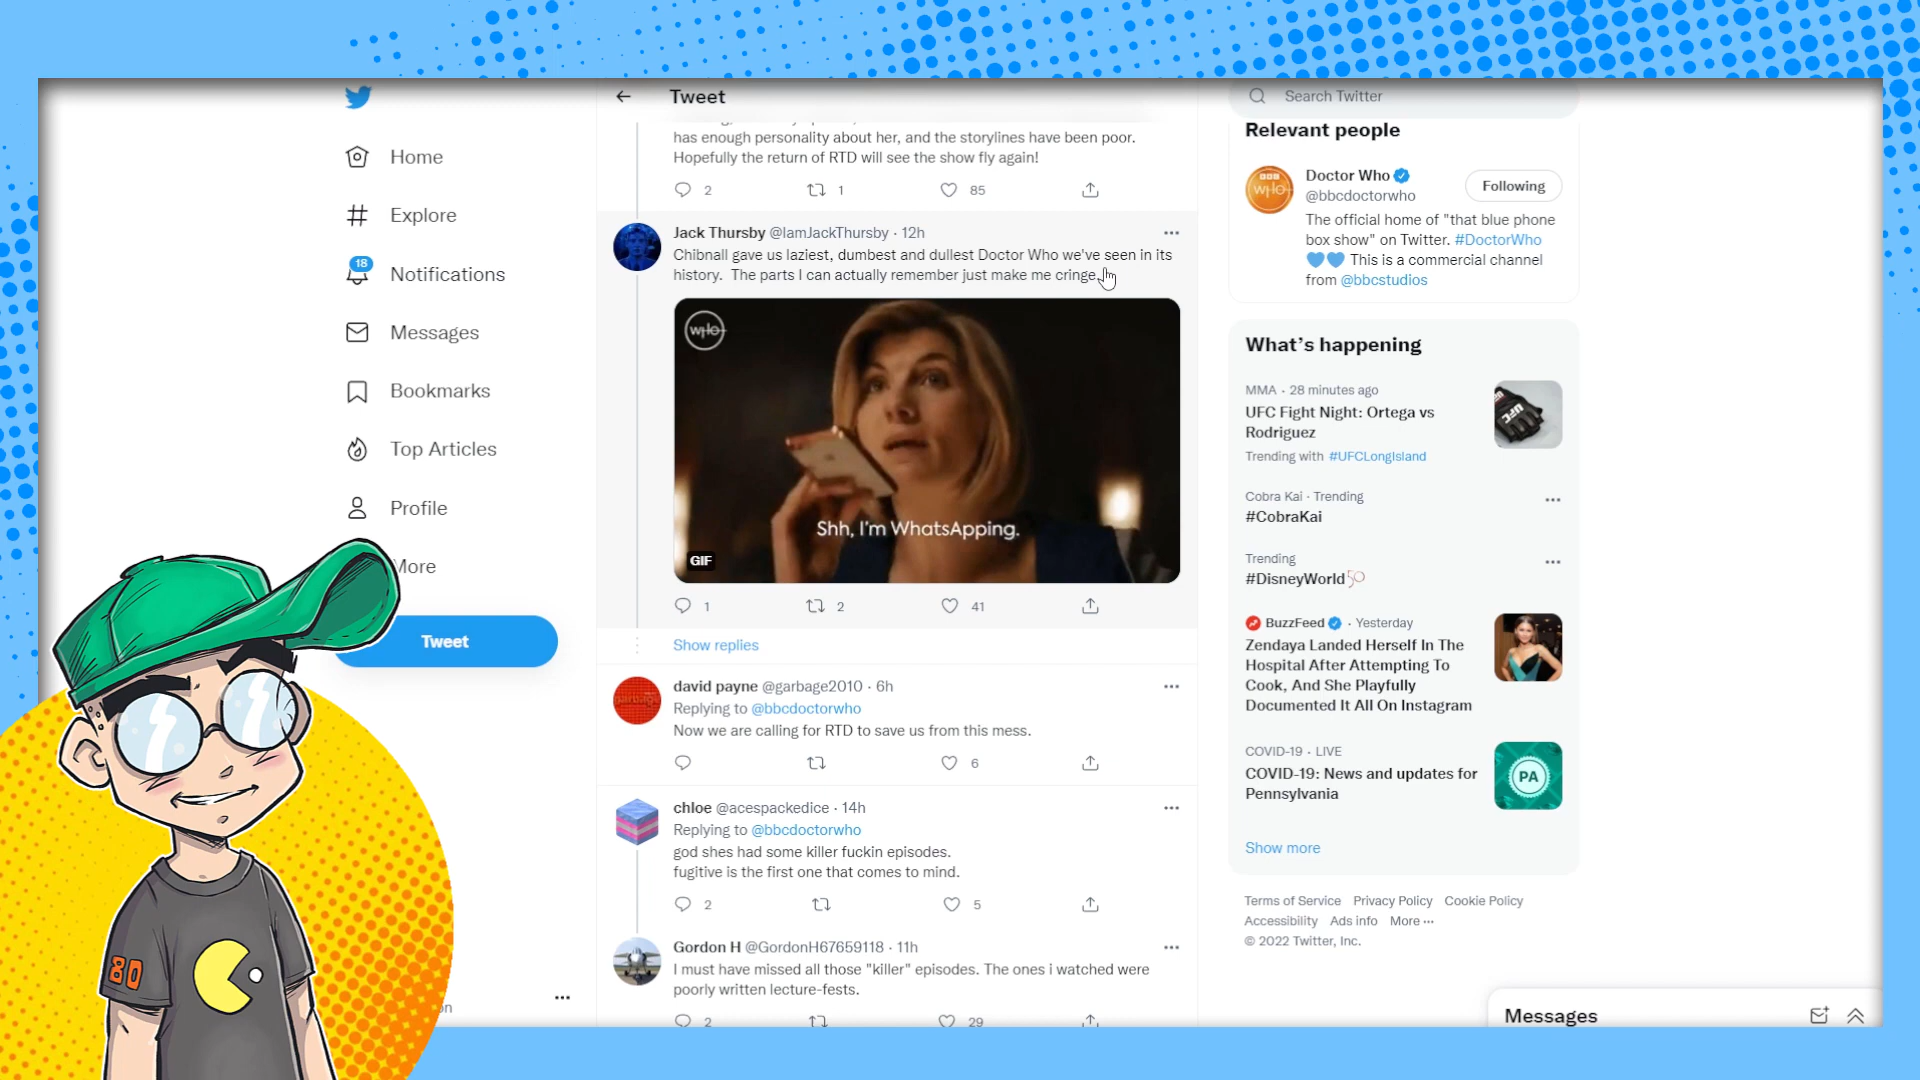 Home
Explore
18
Notifications
Messages
Bookmarks
Top Articles
Profile
More
Tweet
80
Tweet
has enough personality about her, and the storylines have been poor.
Hopefully the return of RTD will see the show fly again!
2 1 85
Jack Thursby @IamJackThursby · 12h
Chibnall gave us laziest, dumbest and dullest Doctor Who we've seen in its
history. The parts I can actually remember just make me cringe.
WHO
Shh, I'm WhatsApping.
GIF
1 2 41
Show replies
garbage
david payne @garbage2010 · 6h
Replying to @bbcdoctorwho
Now we are calling for RTD to save us from this mess.
6
chloe @acespackedice · 14h
Replying to @bbcdoctorwho
god shes had some killer fuckin episodes.
fugitive is the first one that comes to mind.
2 5
Gordon H @GordonH67659118 · 11h
I must have missed all those "killer" episodes. The ones i watched were
poorly written lecture-fests.
2 29
Search Twitter
Relevant people
BBC
WHO
Doctor Who
@bbcdoctorwho
Following
The official home of "that blue phone
box show" on Twitter. #DoctorWho
This is a commercial channel
from @bbcstudios
What's happening
MMA · 28 minutes ago
UFC Fight Night: Ortega vs
Rodriguez
Trending with #UFCLongIsland
UFC
Cobra Kai · Trending
#CobraKai
Trending
#DisneyWorld
BuzzFeed · Yesterday
Zendaya Landed Herself In The
Hospital After Attempting To
Cook, And She Playfully
Documented It All On Instagram
COVID-19 · LIVE
COVID-19: News and updates for
Pennsylvania
PA
Show more
Terms of Service Privacy Policy Cookie Policy
Accessibility Ads info More ···
© 2022 Twitter, Inc.
Messages